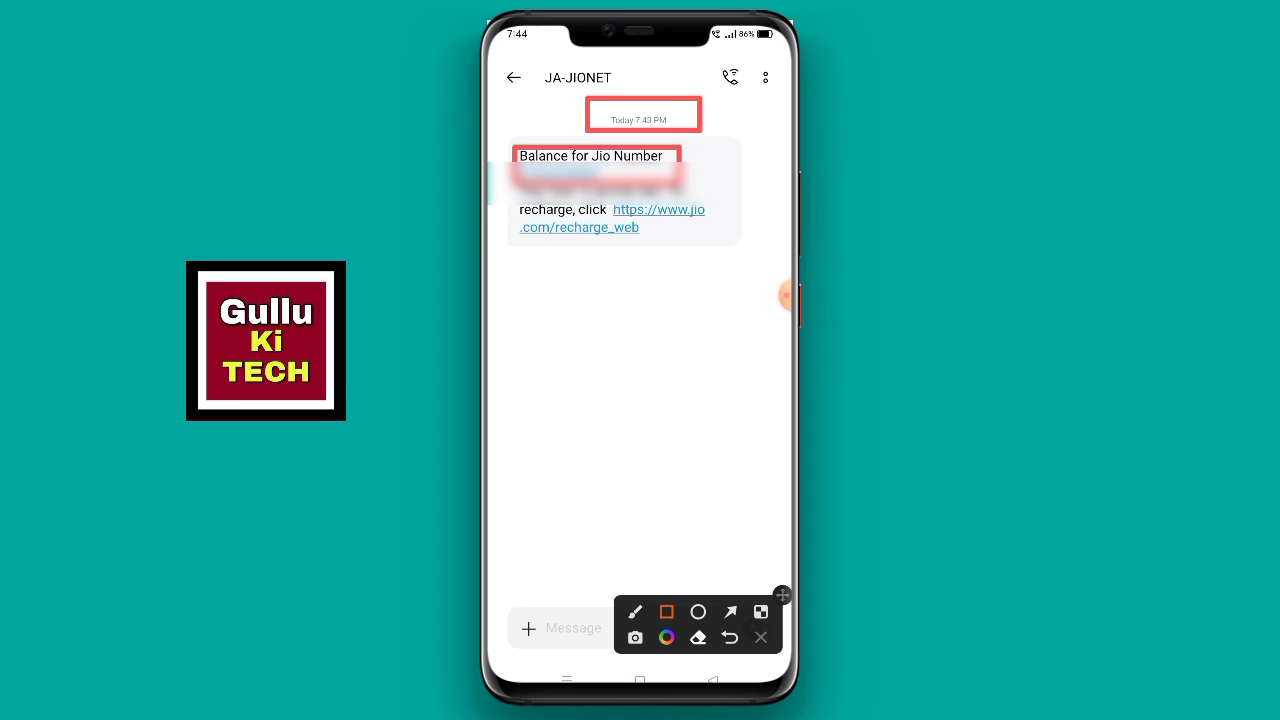 7:44
86%
JA-JIONET
Today 7:43 PM
Balance for Jio Number
recharge, click https://www.jio
.com/recharge_web
Gullu
Ki
TECH
Message